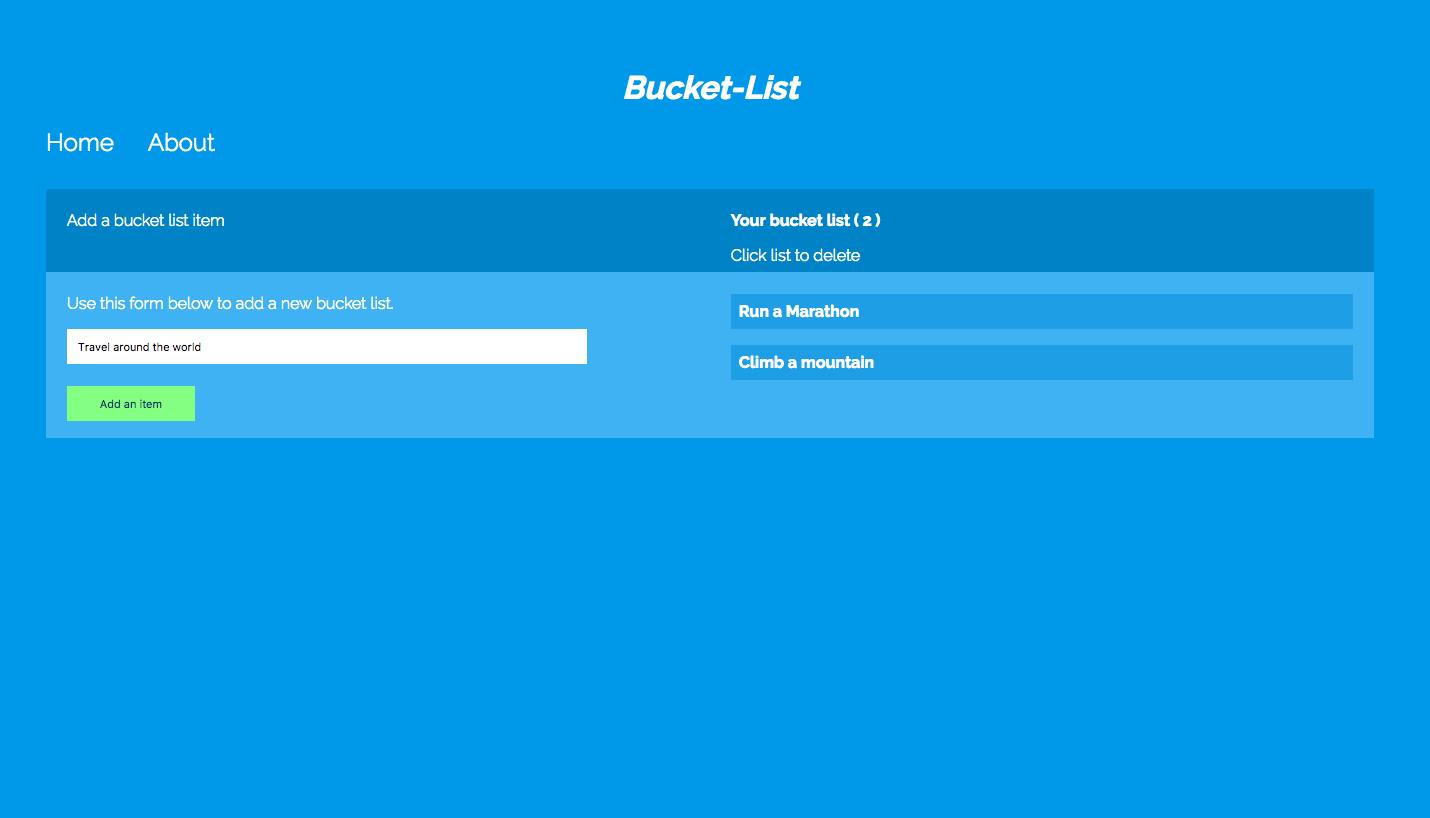 Bucket-List
Home About
Add a bucket list item
Your bucket list ( 2 )
Click list to delete
Use this form below to add a new bucket list.
Travel around the world
Add an item
Run a Marathon
Climb a mountain